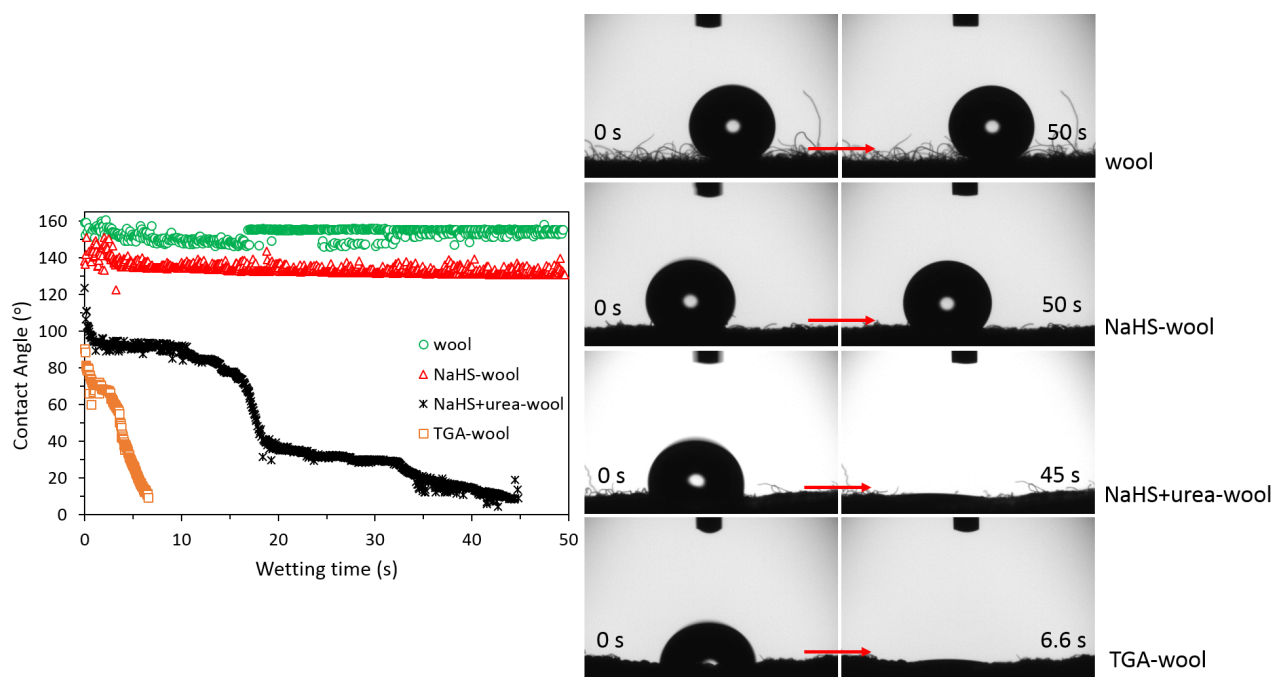 160
140
120
100
80
60
40
20
0
Contact Angle (º)
0 10 20 30 40 50
Wetting time (s)
wool
NaHS-wool
NaHS+urea-wool
TGA-wool
0 s 50 s
wool
0 s 50 s
NaHS-wool
0 s 45 s
NaHS+urea-wool
0 s 6.6 s
TGA-wool